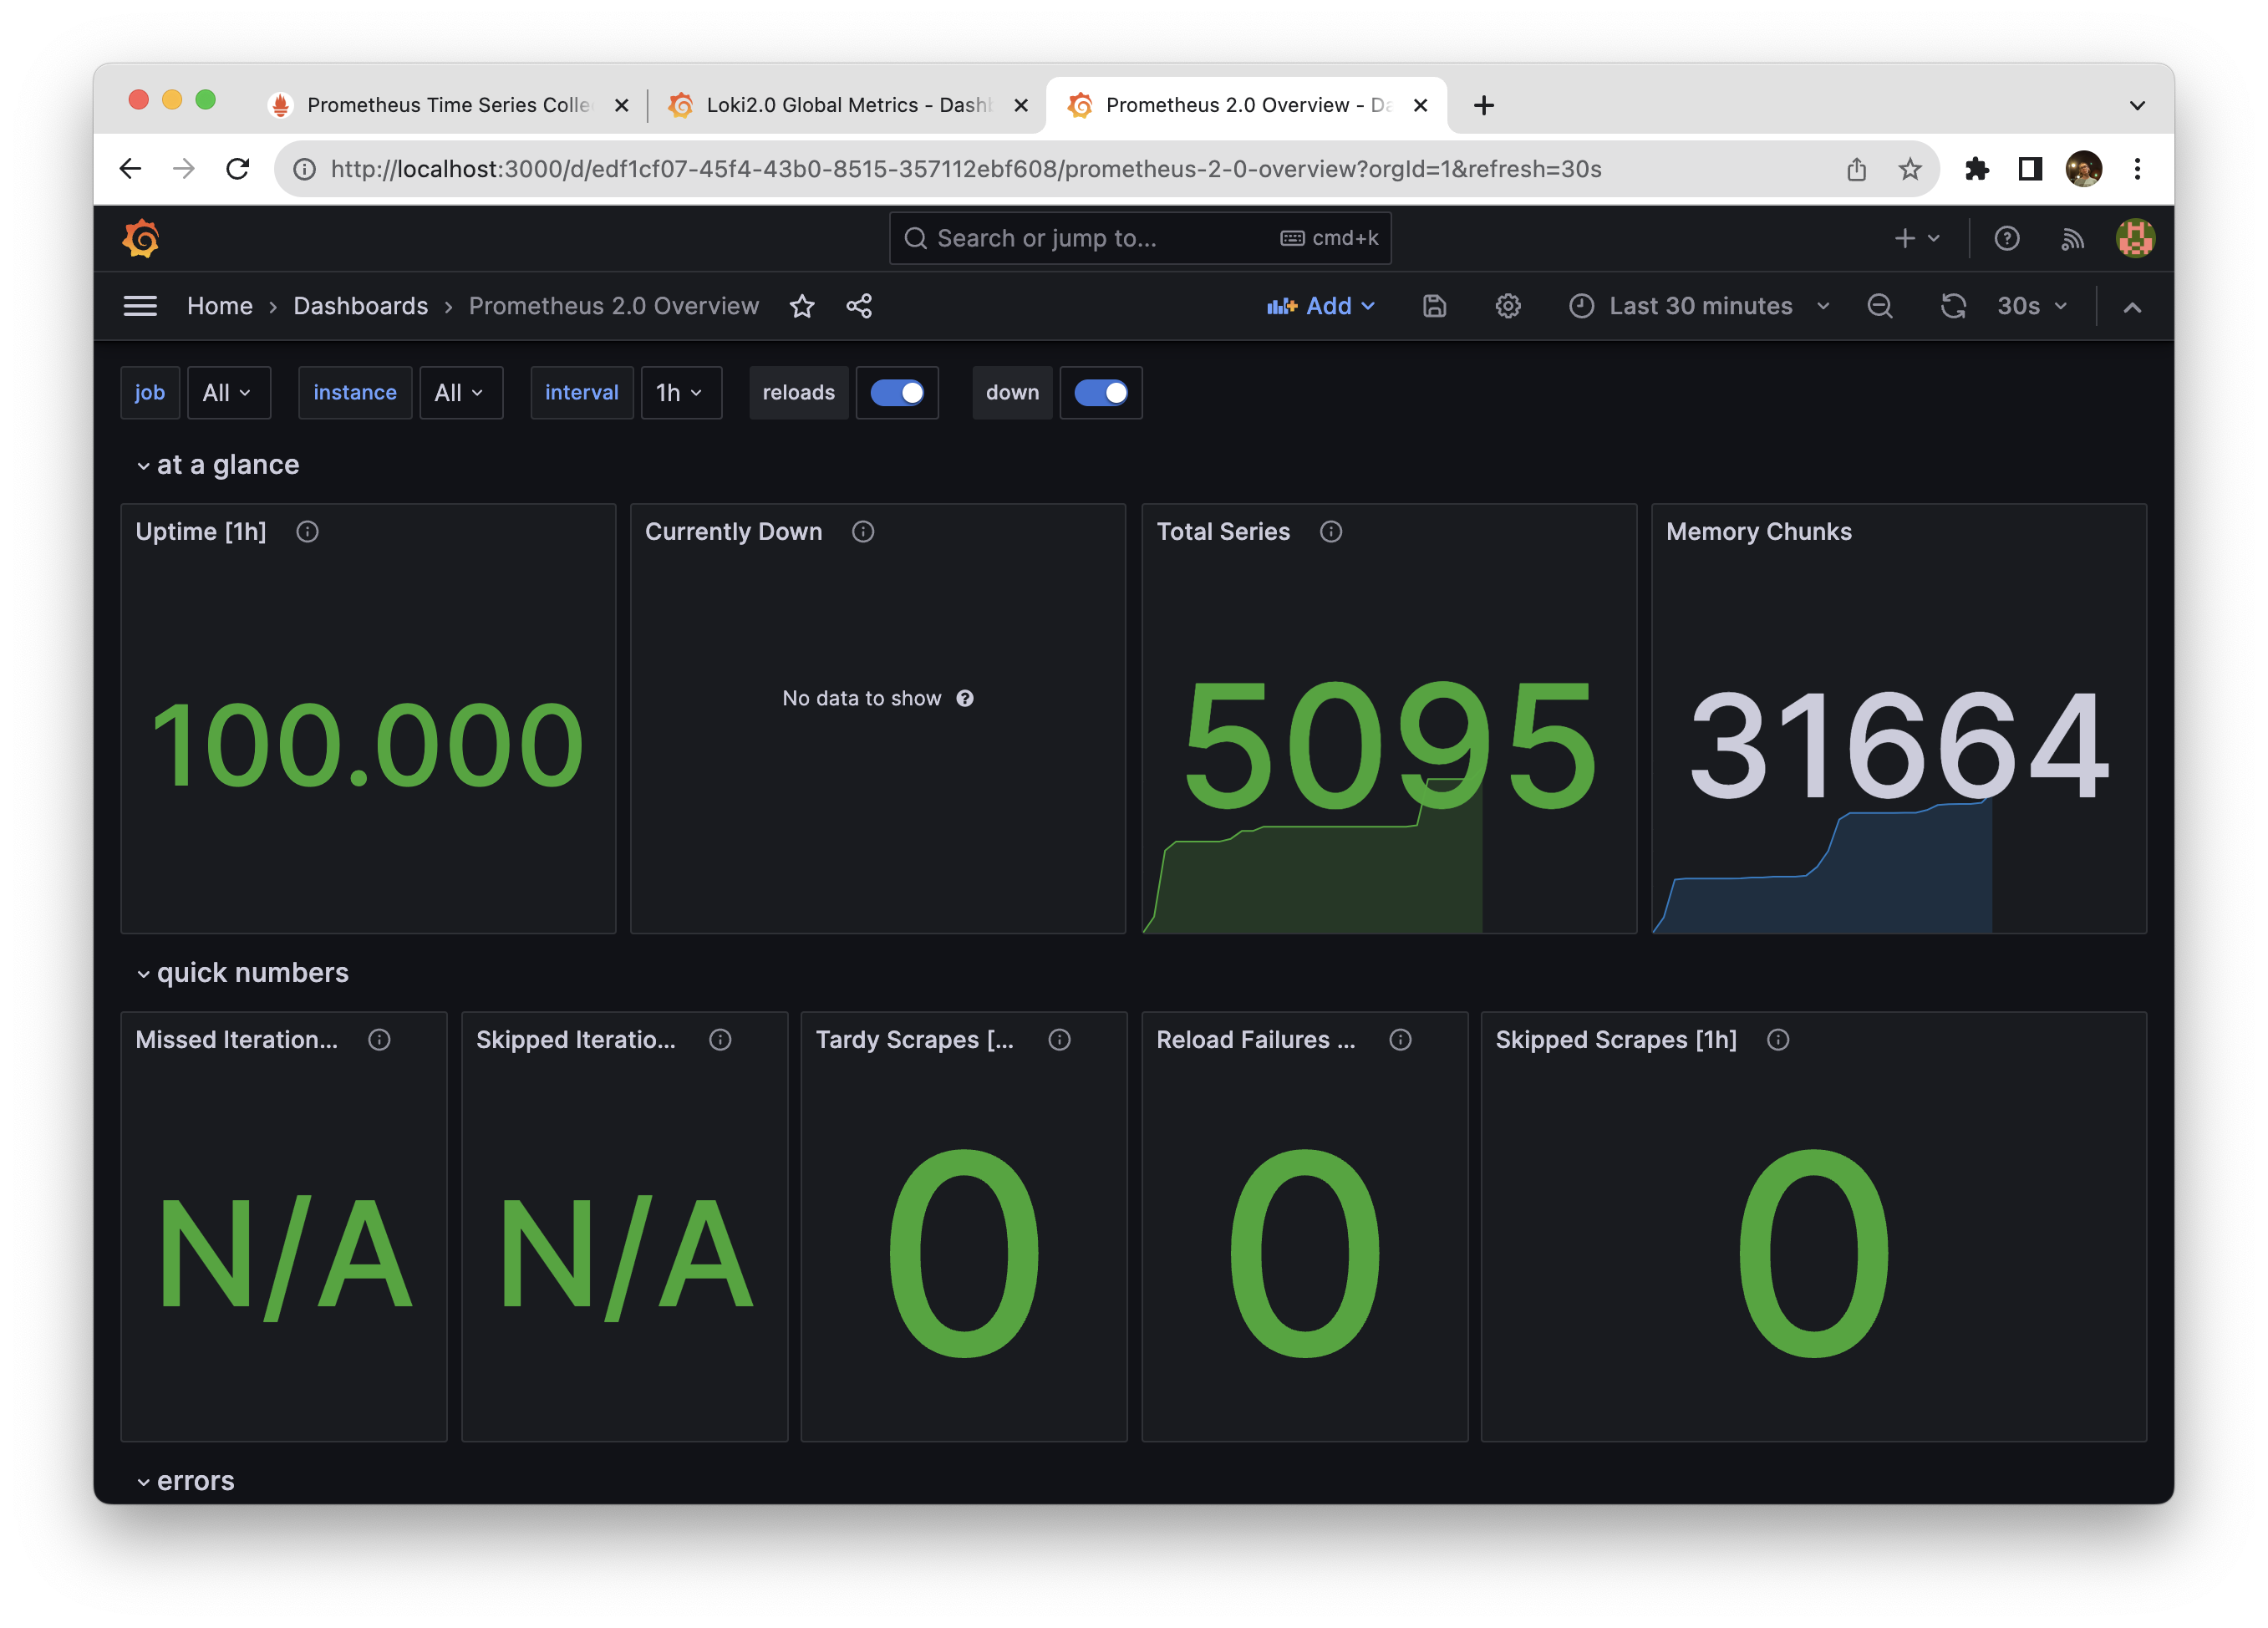 Prometheus Time Series Colle
Loki2.0 Global Metrics - Dashb
Prometheus 2.0 Overview - Da
http://localhost:3000/d/edf1cf07-45f4-43b0-8515-357112ebf608/prometheus-2-0-overview?orgId=1&refresh=30s
Search or jump to... cmd+k
Home › Dashboards › Prometheus 2.0 Overview Add Last 30 minutes 30s
job All instance All interval 1h reloads down
at a glance
Uptime [1h] Currently Down Total Series Memory Chunks
No data to show
100.000 5095 31664
quick numbers
Missed Iteration... Skipped Iteratio... Tardy Scrapes [... Reload Failures ... Skipped Scrapes [1h]
N/A N/A 0 0 0
errors